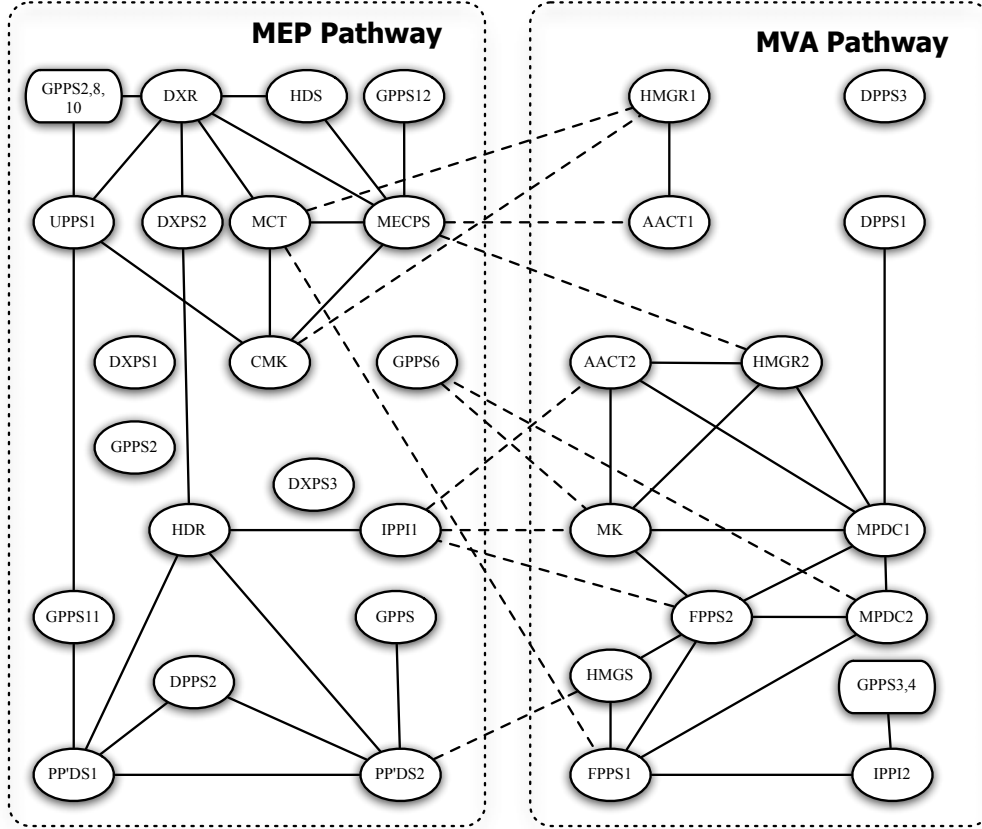 MEP Pathway
MVA Pathway
GPPS2,8,
10
DXR
HDS
GPPS12
HMGR1
DPPS3
UPPS1
DXPS2
MCT
MECPS
AACT1
DPPS1
DXPS1
CMK
GPPS6
AACT2
HMGR2
GPPS2
DXPS3
HDR
IPPI1
MK
MPDC1
GPPS11
GPPS
FPPS2
MPDC2
DPPS2
HMGS
GPPS3,4
PP'DS1
PP'DS2
FPPS1
IPPI2